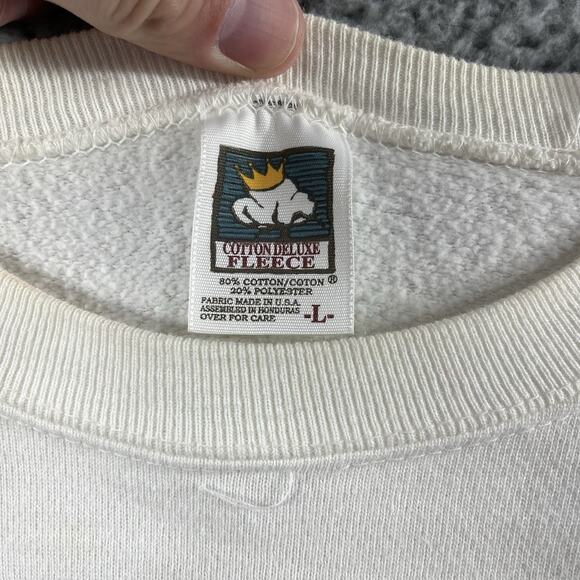 COTTON DELUXE
FLEECE
80% COTTON/COTON ®
20% POLYESTER
FABRIC MADE IN U.S.A.
ASSEMBLED IN HONDURAS
OVER FOR CARE
-L-